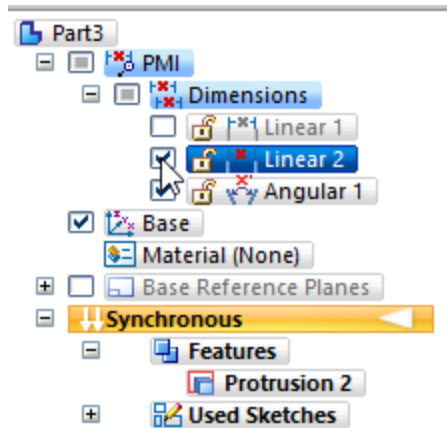 Part3
PMI
Dimensions
Linear 1
Linear 2
Angular 1
Base
Material (None)
Base Reference Planes
Synchronous
Features
Protrusion 2
Used Sketches